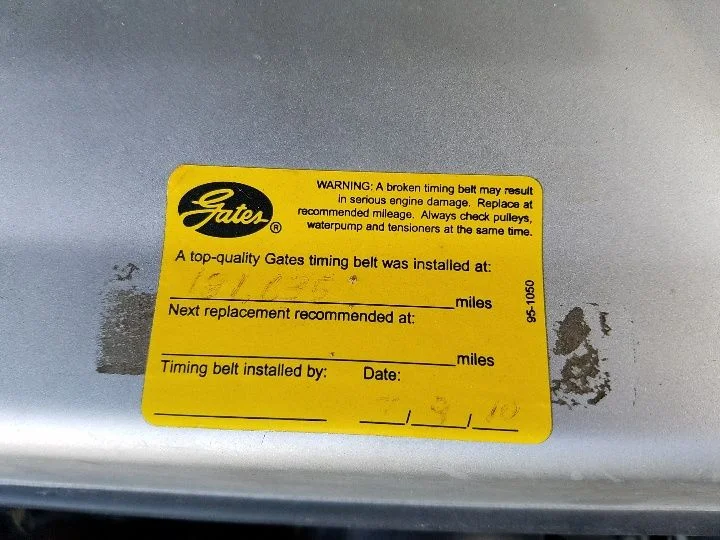 Gates®
WARNING: A broken timing belt may result
in serious engine damage. Replace at
recommended mileage. Always check pulleys,
waterpump and tensioners at the same time.
A top-quality Gates timing belt was installed at:
miles
Next replacement recommended at:
miles
Timing belt installed by: Date:
/ 9 / 10
95-1050